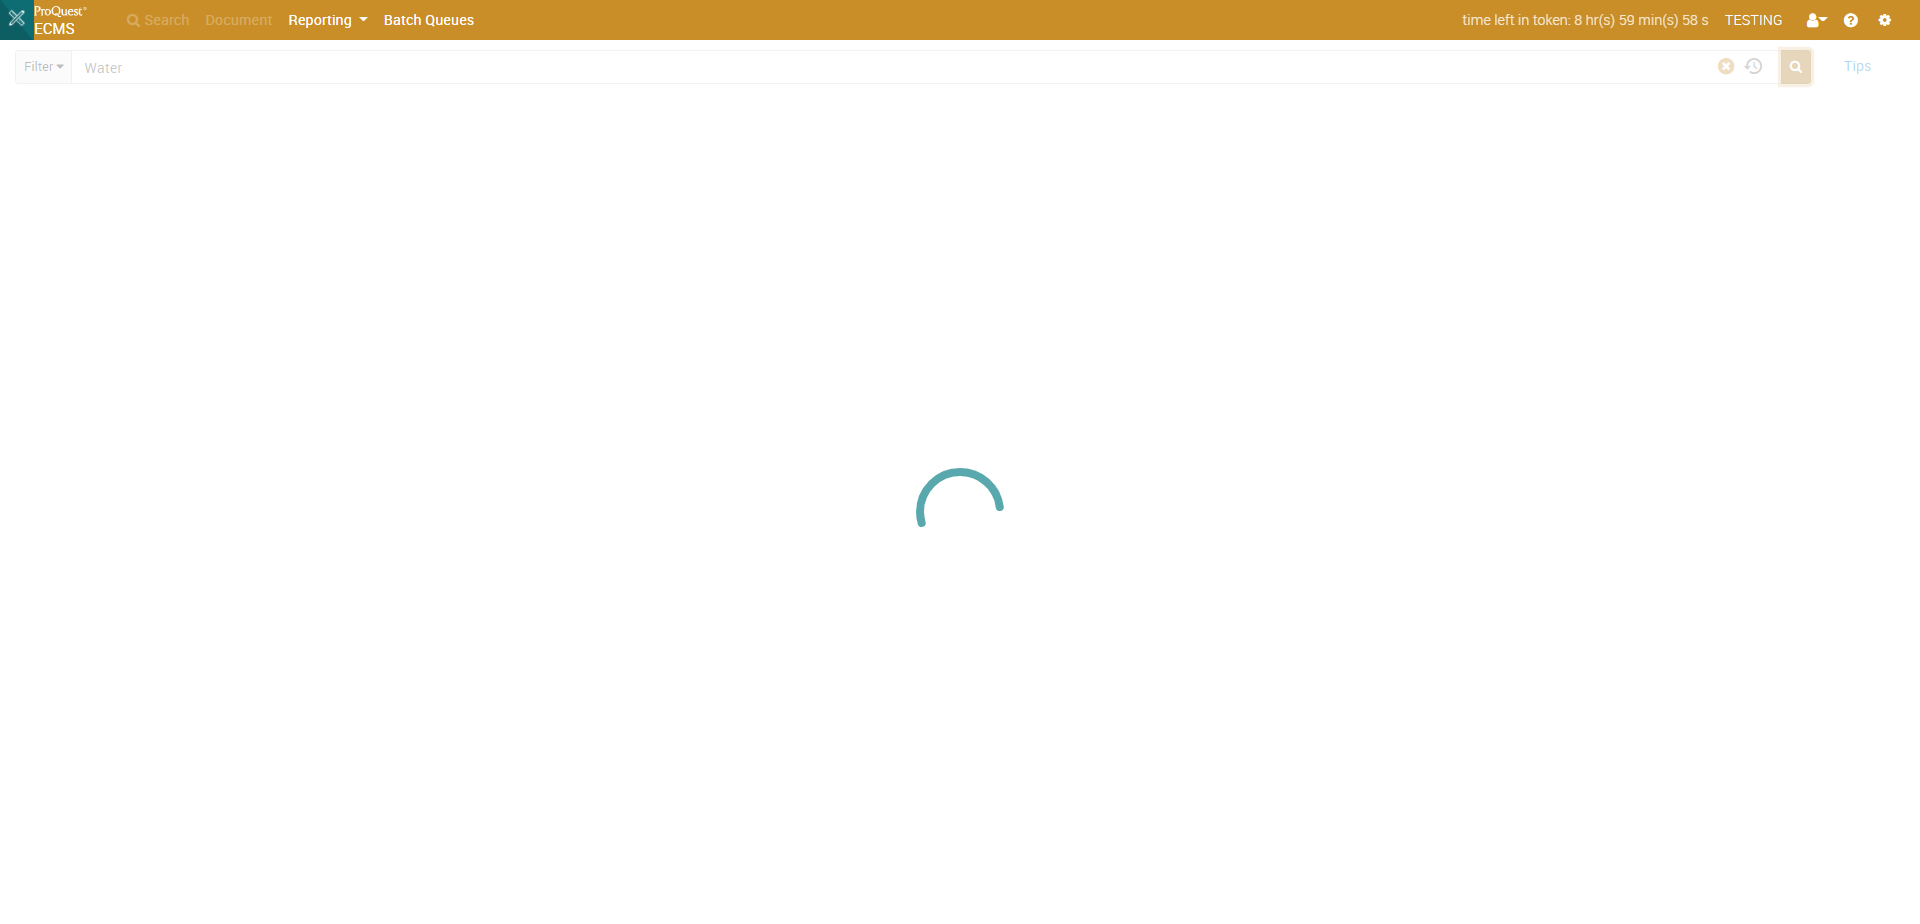 ProQuest®
ECMS
Search Document Reporting Batch Queues time left in token: 8 hr(s) 59 min(s) 58 s TESTING
Filter Water Tips